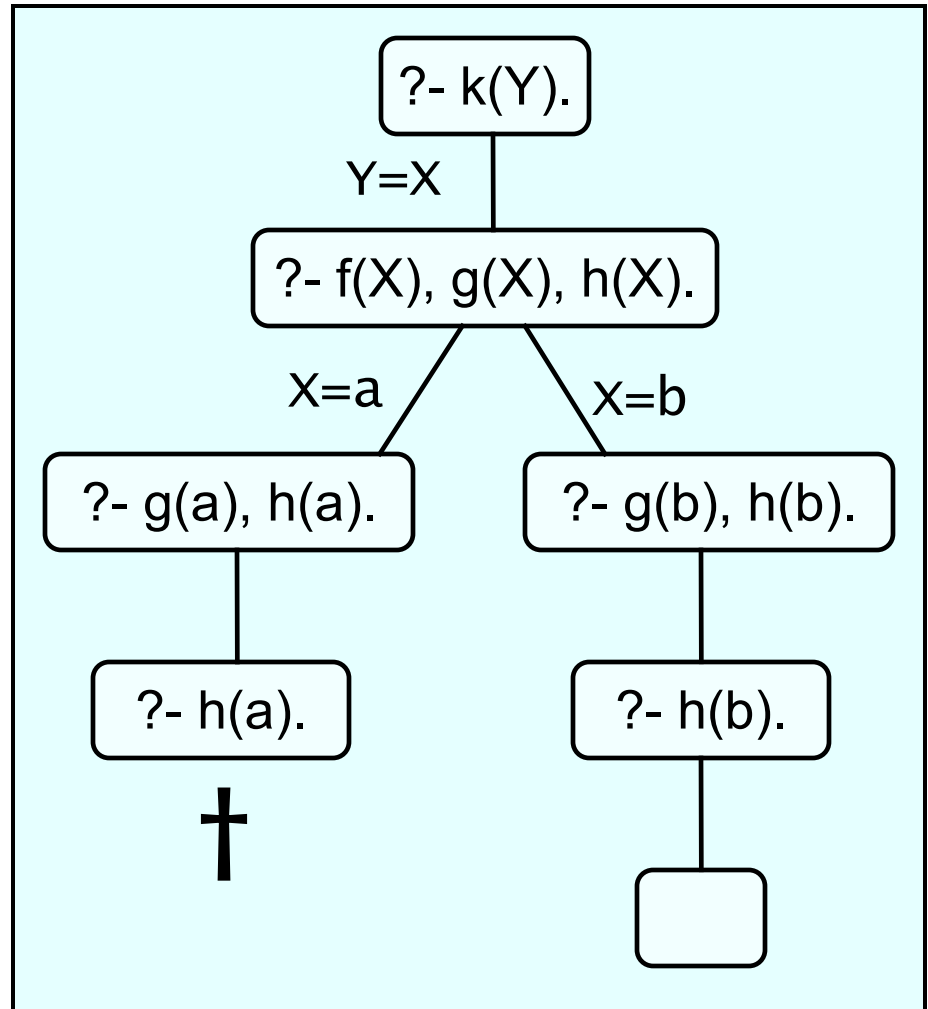 ?- k(Y).
Y=X
?- f(X), g(X), h(X).
X=a
X=b
?- g(a), h(a).
?- g(b), h(b).
?- h(a).
?- h(b).
†